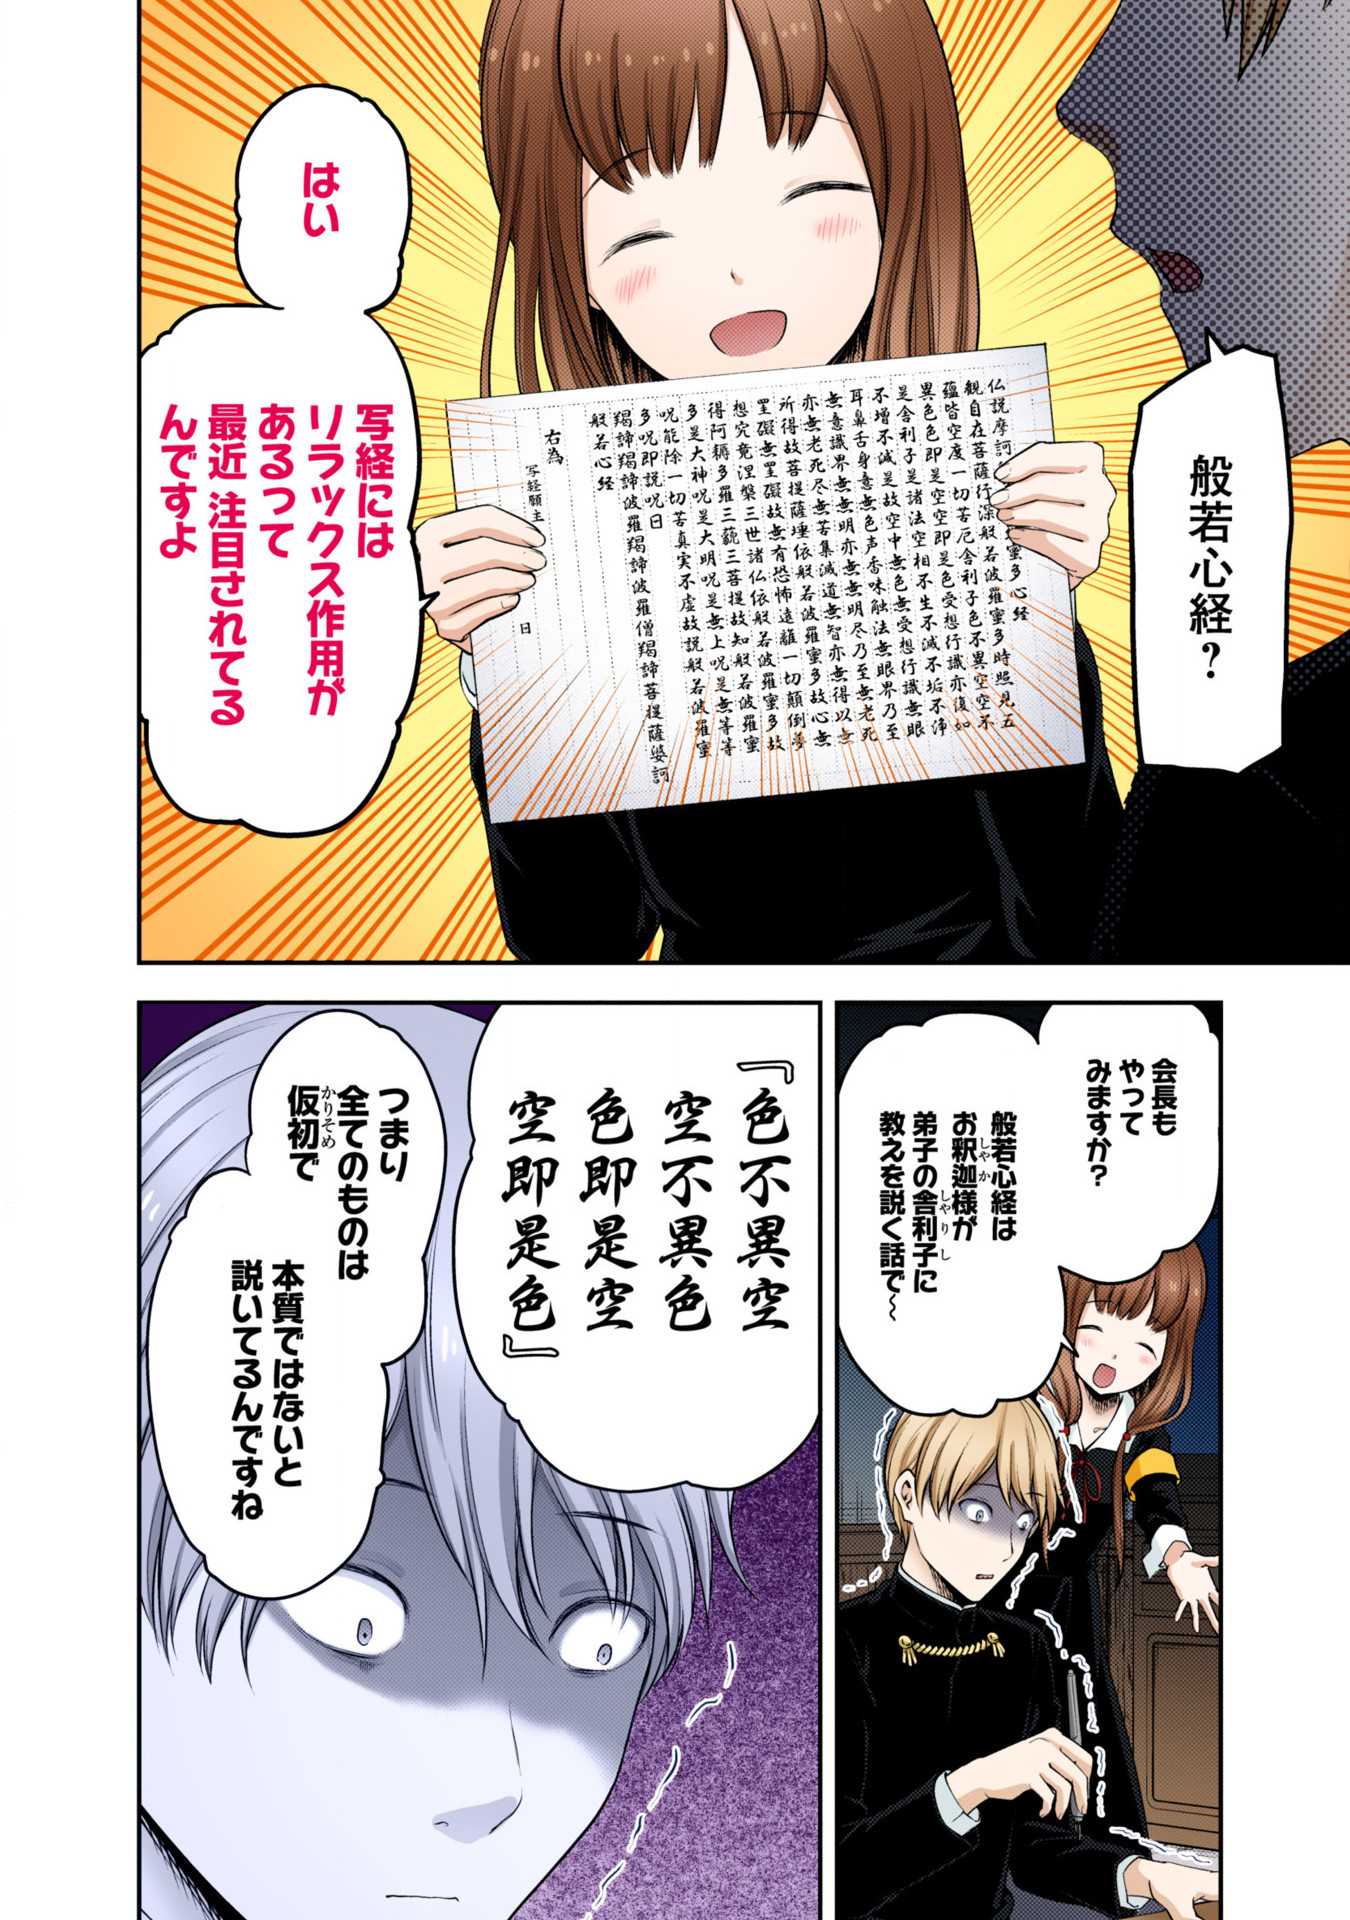 般若心経?
仏説摩訶
蜜多心経
観自在菩薩行深般若波羅蜜多時照見五
蘊皆空度一切苦厄舎利子色不異空空不
異色色即是空空即是色受想行識亦復如
是舎利子是諸法空相不生不滅不垢不浄
不増不減是故空中無色無受想行識無眼
耳鼻舌身意無色声香味触法無眼界乃至
無意識界無無明亦無無明尽乃至無老死
亦無老死尽無苦集滅道無智亦無得以無
所得故菩提薩埵依般若波羅蜜多故心無
罣礙無罣礙故無有恐怖遠離一切顛倒夢
想究竟涅槃三世諸仏依般若波羅蜜多故
得阿耨多羅三藐三菩提故知般若波羅蜜
多是大神呪是大明呪是無上呪是無等等
呪能除一切苦真実不虚故説般若波羅蜜
多呪即説呪曰
羯諦羯諦波羅羯諦波羅僧羯諦菩提薩婆訶
般若心経
右為
写経願主
日
はい
写経には
リラックス作用が
あるって
最近 注目されてる
んですよ
会長も
やって
みますか?
般若心経は
お釈迦様が
しゃか
弟子の舎利子に
しゃりし
教えを説く話で〜
『色不異空
空不異色
色即是空
空即是色』
つまり
全てのものは
仮初で
かりそめ
本質ではないと
説いてるんですね